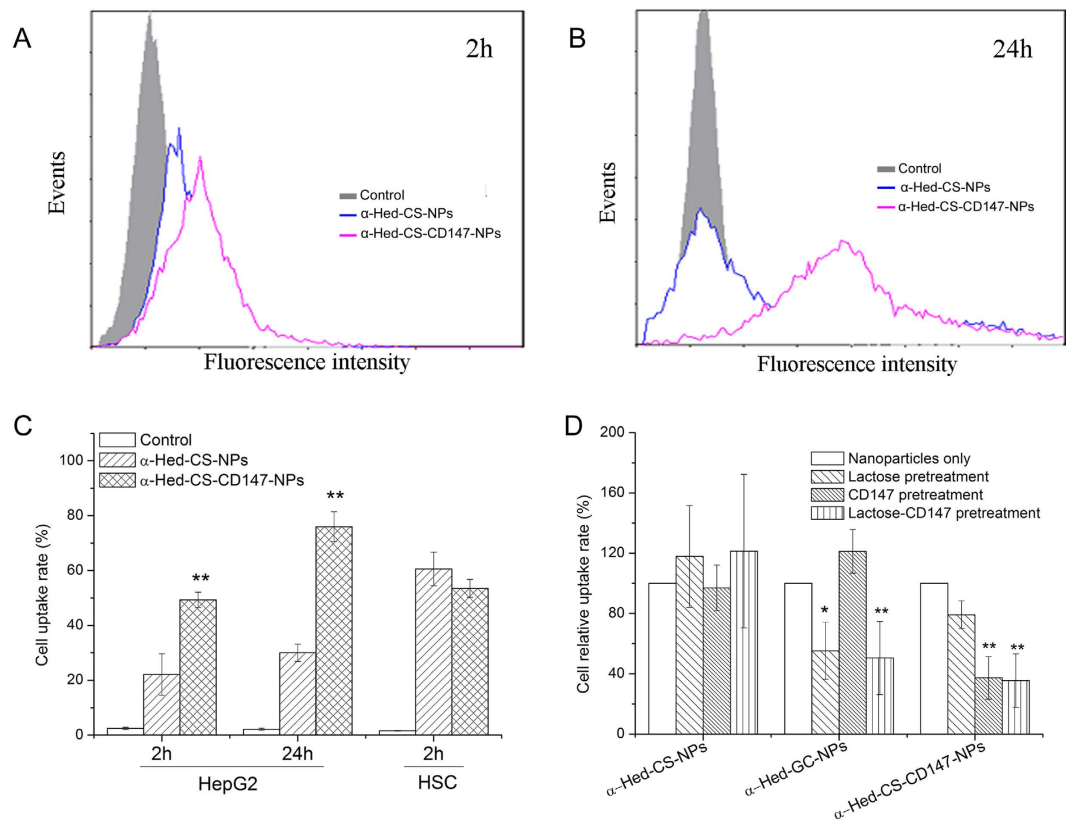 A
2h
Events
Control
α-Hed-CS-NPs
α-Hed-CS-CD147-NPs
Fluorescence intensity
B
24h
Events
Control
α-Hed-CS-NPs
α-Hed-CS-CD147-NPs
Fluorescence intensity
C
Control
α-Hed-CS-NPs
α-Hed-CS-CD147-NPs
Cell uptake rate (%)
100
80
60
40
20
0
**
**
2h
24h
2h
HepG2
HSC
D
Nanoparticles only
Lactose pretreatment
CD147 pretreatment
Lactose-CD147 pretreatment
Cell relative uptake rate (%)
200
160
120
80
40
0
*
**
**
**
α-Hed-CS-NPs
α-Hed-GC-NPs
α-Hed-CS-CD147-NPs